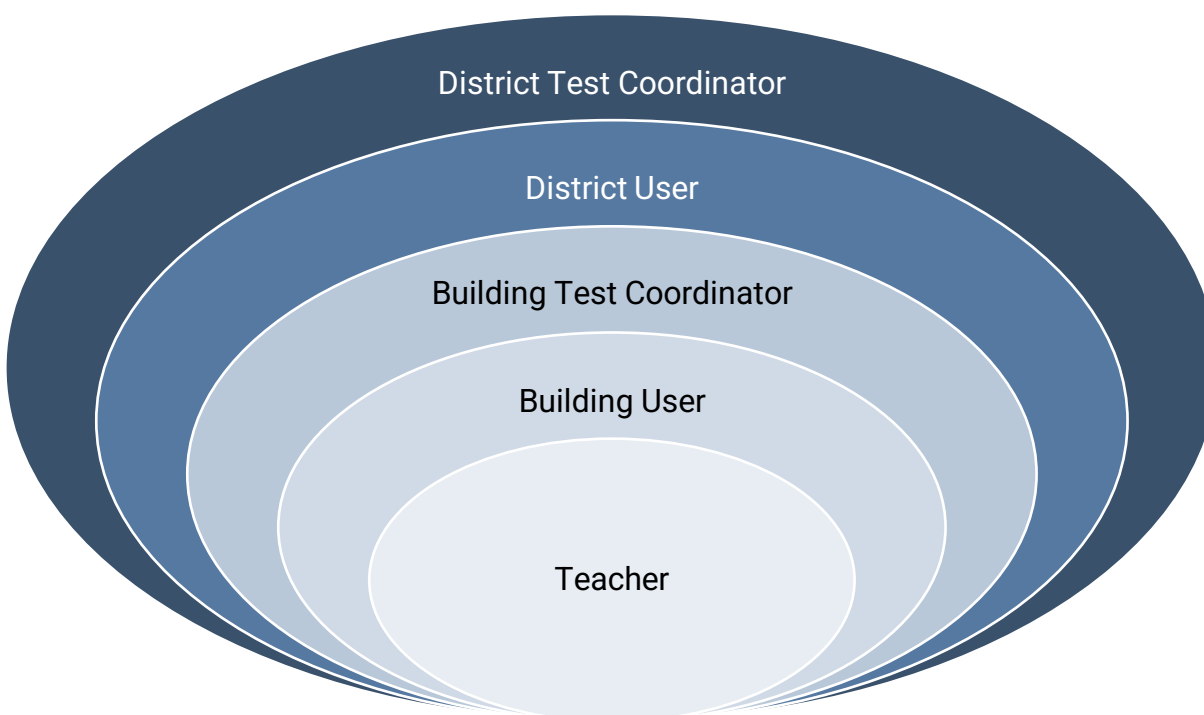 District Test Coordinator
District User
Building Test Coordinator
Building User
Teacher